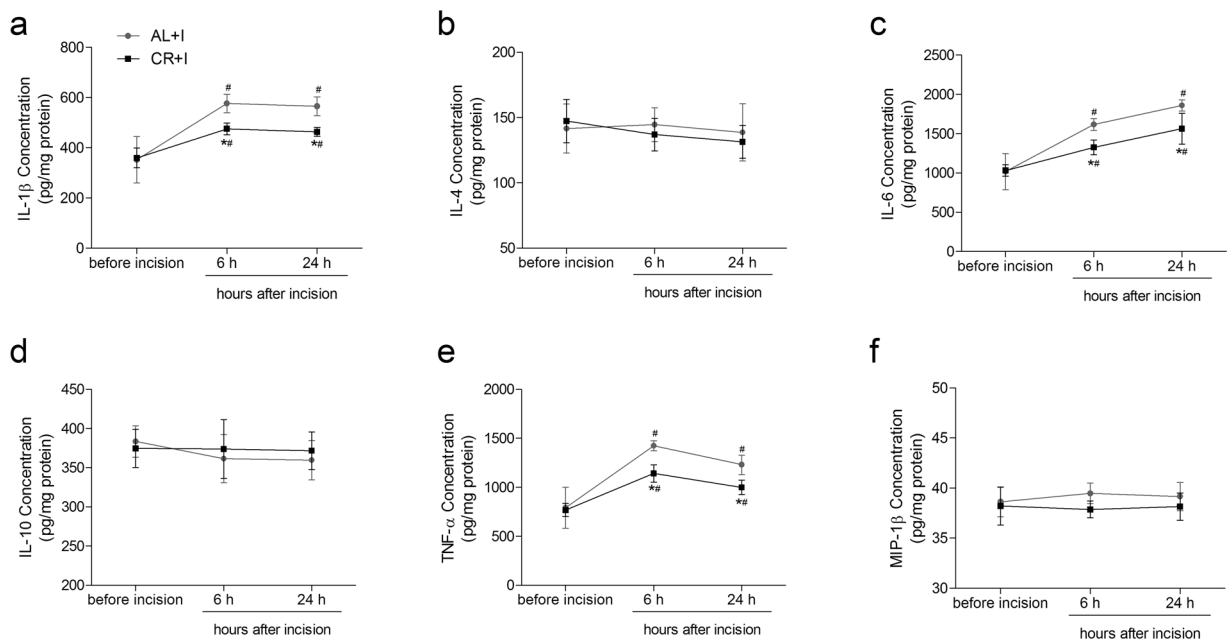 a
AL+I
CR+I
IL-1β Concentration
(pg/mg protein)
800
600
400
200
0
#
#
*#
*#
before incision
6 h
24 h
hours after incision
b
IL-4 Concentration
(pg/mg protein)
200
150
100
50
before incision
6 h
24 h
hours after incision
c
IL-6 Concentration
(pg/mg protein)
2500
2000
1500
1000
500
0
#
#
*#
*#
before incision
6 h
24 h
hours after incision
d
IL-10 Concentration
(pg/mg protein)
450
400
350
300
250
200
before incision
6 h
24 h
hours after incision
e
TNF-α Concentration
(pg/mg protein)
2000
1500
1000
500
0
#
#
*#
*#
before incision
6 h
24 h
hours after incision
f
MIP-1β Concentration
(pg/mg protein)
50
45
40
35
30
before incision
6 h
24 h
hours after incision